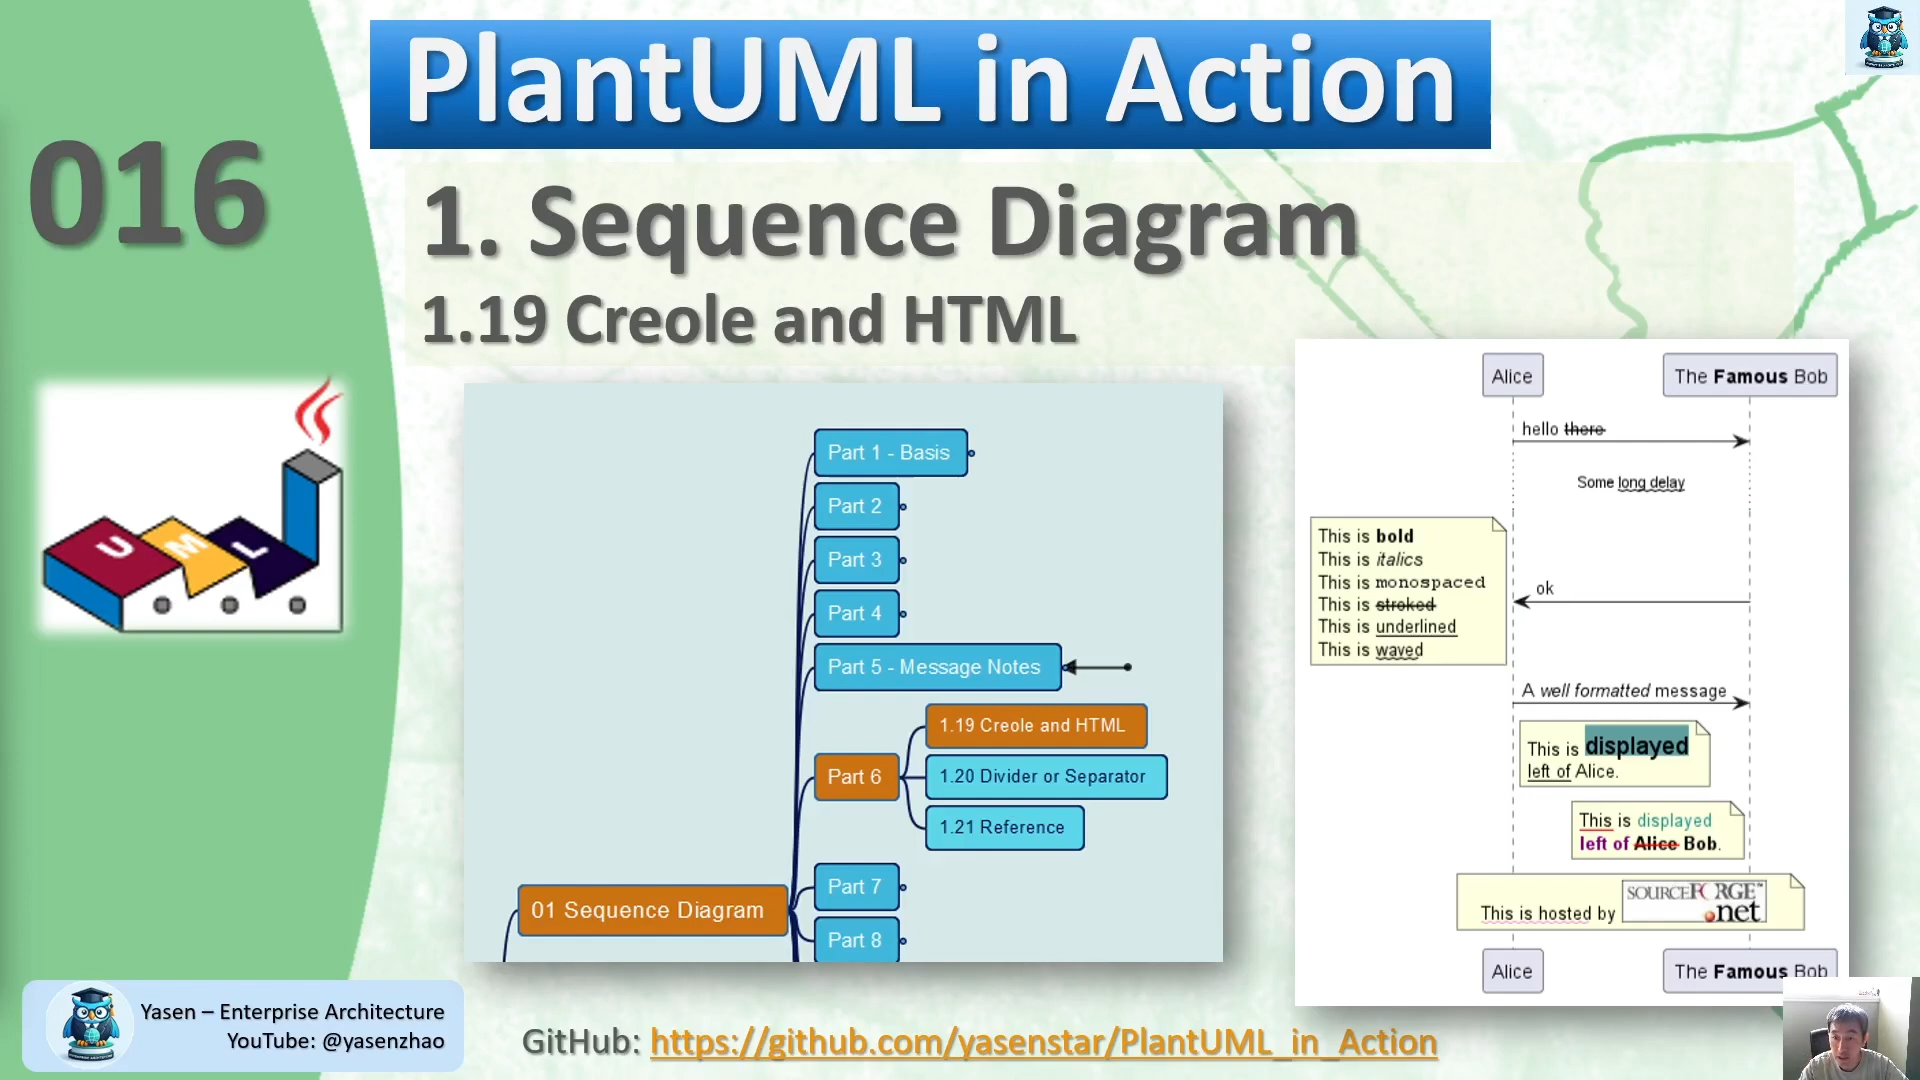 PlantUML in Action
016
1. Sequence Diagram
1.19 Creole and HTML
U M L
Part 1 - Basis
Part 2
Part 3
Part 4
Part 5 - Message Notes
1.19 Creole and HTML
Part 6
1.20 Divider or Separator
1.21 Reference
Part 7
01 Sequence Diagram
Part 8
Alice
The Famous Bob
hello there
Some long delay
This is bold
This is italics
This is monospaced
This is stroked
This is underlined
This is waved
ok
A well formatted message
This is displayed
left of Alice.
This is displayed
left of Alice Bob.
This is hosted by
SOURCEFORGE™
.net
Alice
The Famous Bob
Yasen – Enterprise Architecture
YouTube: @yasenzhao
GitHub: https://github.com/yasenstar/PlantUML_in_Action